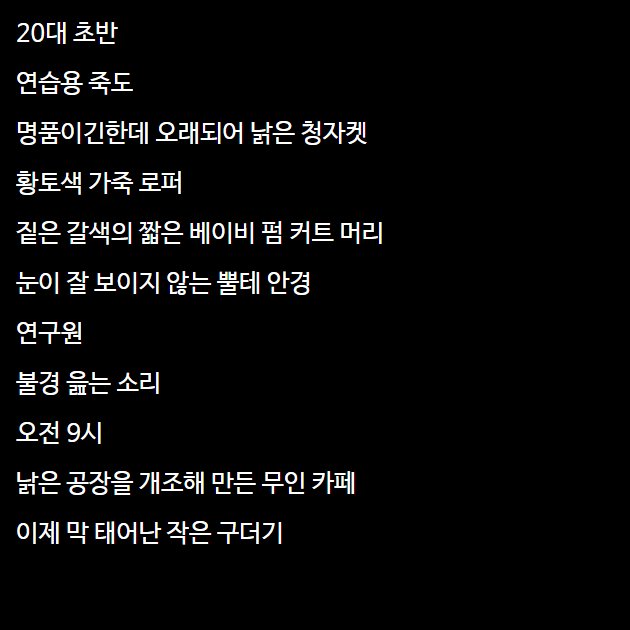 20대 초반
연습용 죽도
명품이긴한데 오래되어 낡은 청자켓
황토색 가죽 로퍼
짙은 갈색의 짧은 베이비 펌 커트 머리
눈이 잘 보이지 않는 뿔테 안경
연구원
불경 읊는 소리
오전 9시
낡은 공장을 개조해 만든 무인 카페
이제 막 태어난 작은 구더기